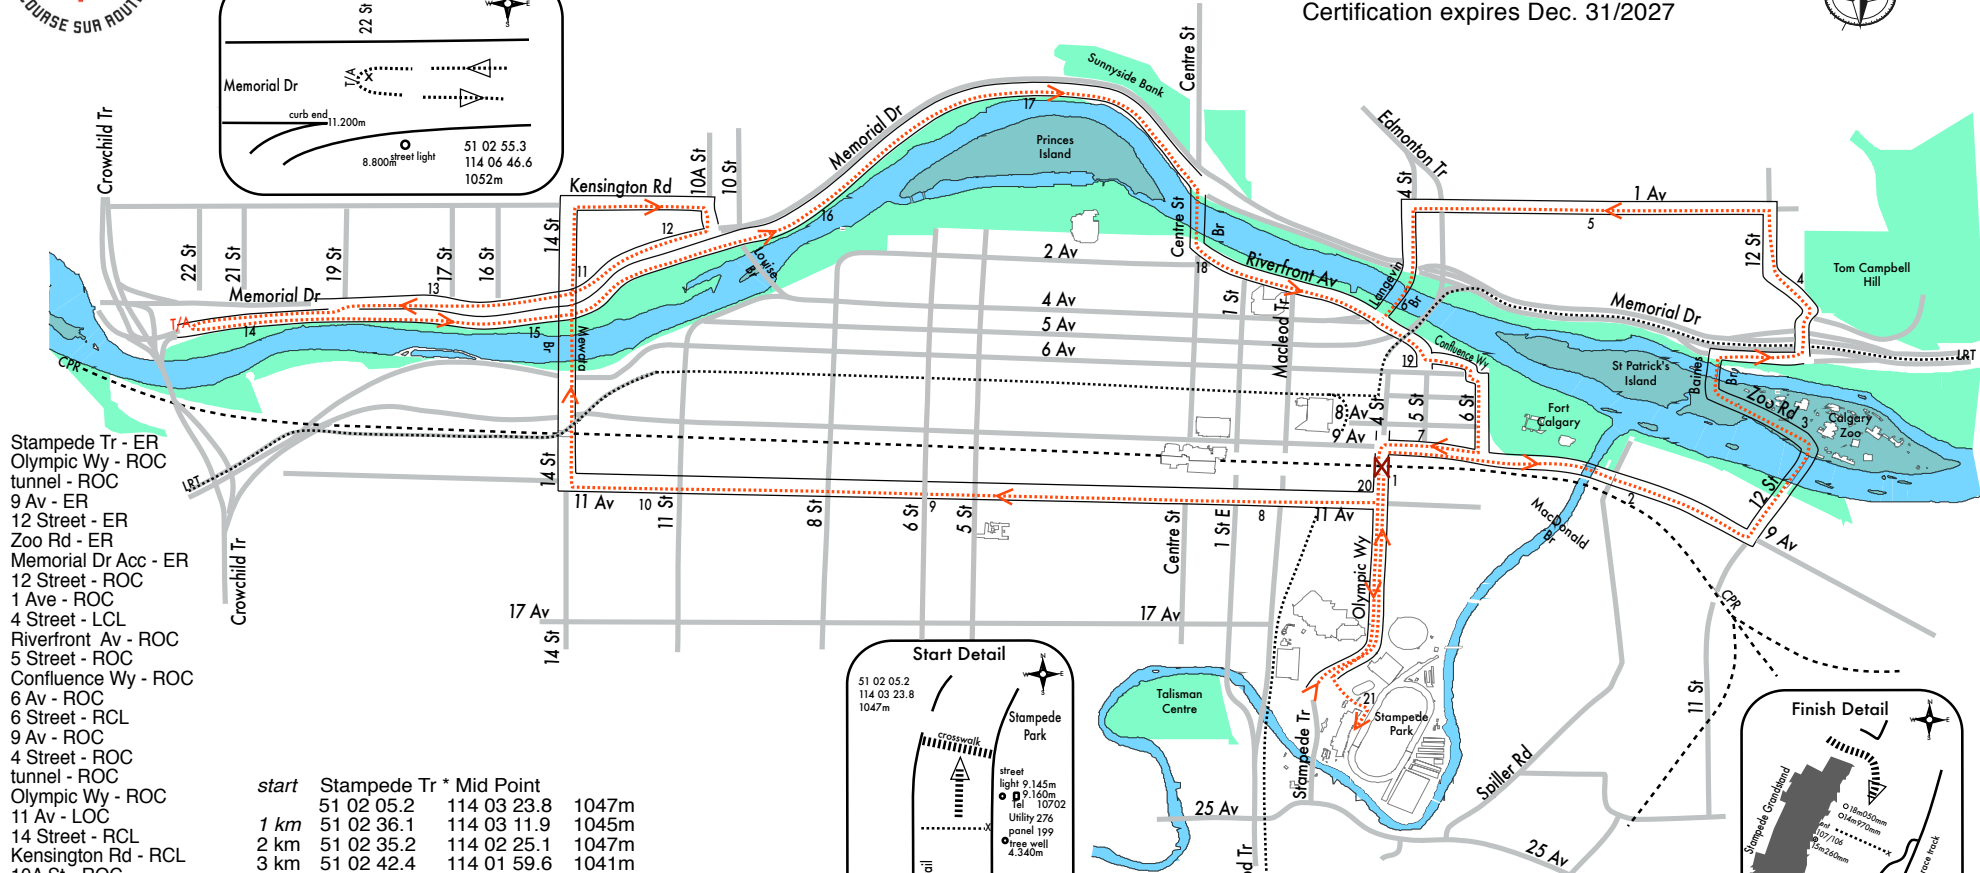 COURSE SUR ROUTE
Certification expires Dec. 31/2027
22 St
Memorial Dr
T/A
X
curb end
11.200m
street light
8.800m
51 02 55.3
114 06 46.6
1052m
Crowchild Tr
22 St
21 St
19 St
17 St
16 St
14 St
Kensington Rd
10A St
10 St
Memorial Dr
Memorial Dr
T/A
11
12
13
14
15
16
17
18
19
20
21
Mewata
Br
Louise
Br
Princes
Island
Sunnyside Bank
Centre St
Centre St
Br
Riverfront Av
Langevin
Br
Edmonton Tr
4 St
1 Av
5
12 St
4
Tom Campbell
Hill
Memorial Dr
LRT
St Patrick's
Island
Baines
Br
Zoo Rd
3
Calgary
Zoo
12 St
9 Av
2
MacDonald
Br
Fort
Calgary
Confluence Wy
2 Av
4 Av
5 Av
6 Av
1 St
Macleod Tr
8 Av
9 Av
4 St
5 St
6 St
7
1
CPR
LRT
14 St
11 Av
10
11 St
8 St
6 St
9
5 St
Centre St
1 St E
8
11 Av
Olympic Wy
Crowchild Tr
17 Av
17 Av
14 St
CPR
11 St
Talisman
Centre
Stampede Tr
Stampede
Park
Spiller Rd
25 Av
25 Av
Stampede Tr - ER
Olympic Wy - ROC
tunnel - ROC
9 Av - ER
12 Street - ER
Zoo Rd - ER
Memorial Dr Acc - ER
12 Street - ROC
1 Ave - ROC
4 Street - LCL
Riverfront Av - ROC
5 Street - ROC
Confluence Wy - ROC
6 Av - ROC
6 Street - RCL
9 Av - ROC
4 Street - ROC
tunnel - ROC
Olympic Wy - ROC
11 Av - LOC
14 Street - RCL
Kensington Rd - RCL
10A St - ROC
start Stampede Tr * Mid Point
51 02 05.2 114 03 23.8 1047m
1 km 51 02 36.1 114 03 11.9 1045m
2 km 51 02 35.2 114 02 25.1 1047m
3 km 51 02 42.4 114 01 59.6 1041m
Start Detail
51 02 05.2
114 03 23.8
1047m
crosswalk
Stampede
Park
street
light 9.145m
9.160m
Tel 10702
Utility 276
panel 199
tree well
4.340m
X
Finish Detail
Stampede Grandstand
18m050mm
14m970mm
107/106
15m260mm
X
race track